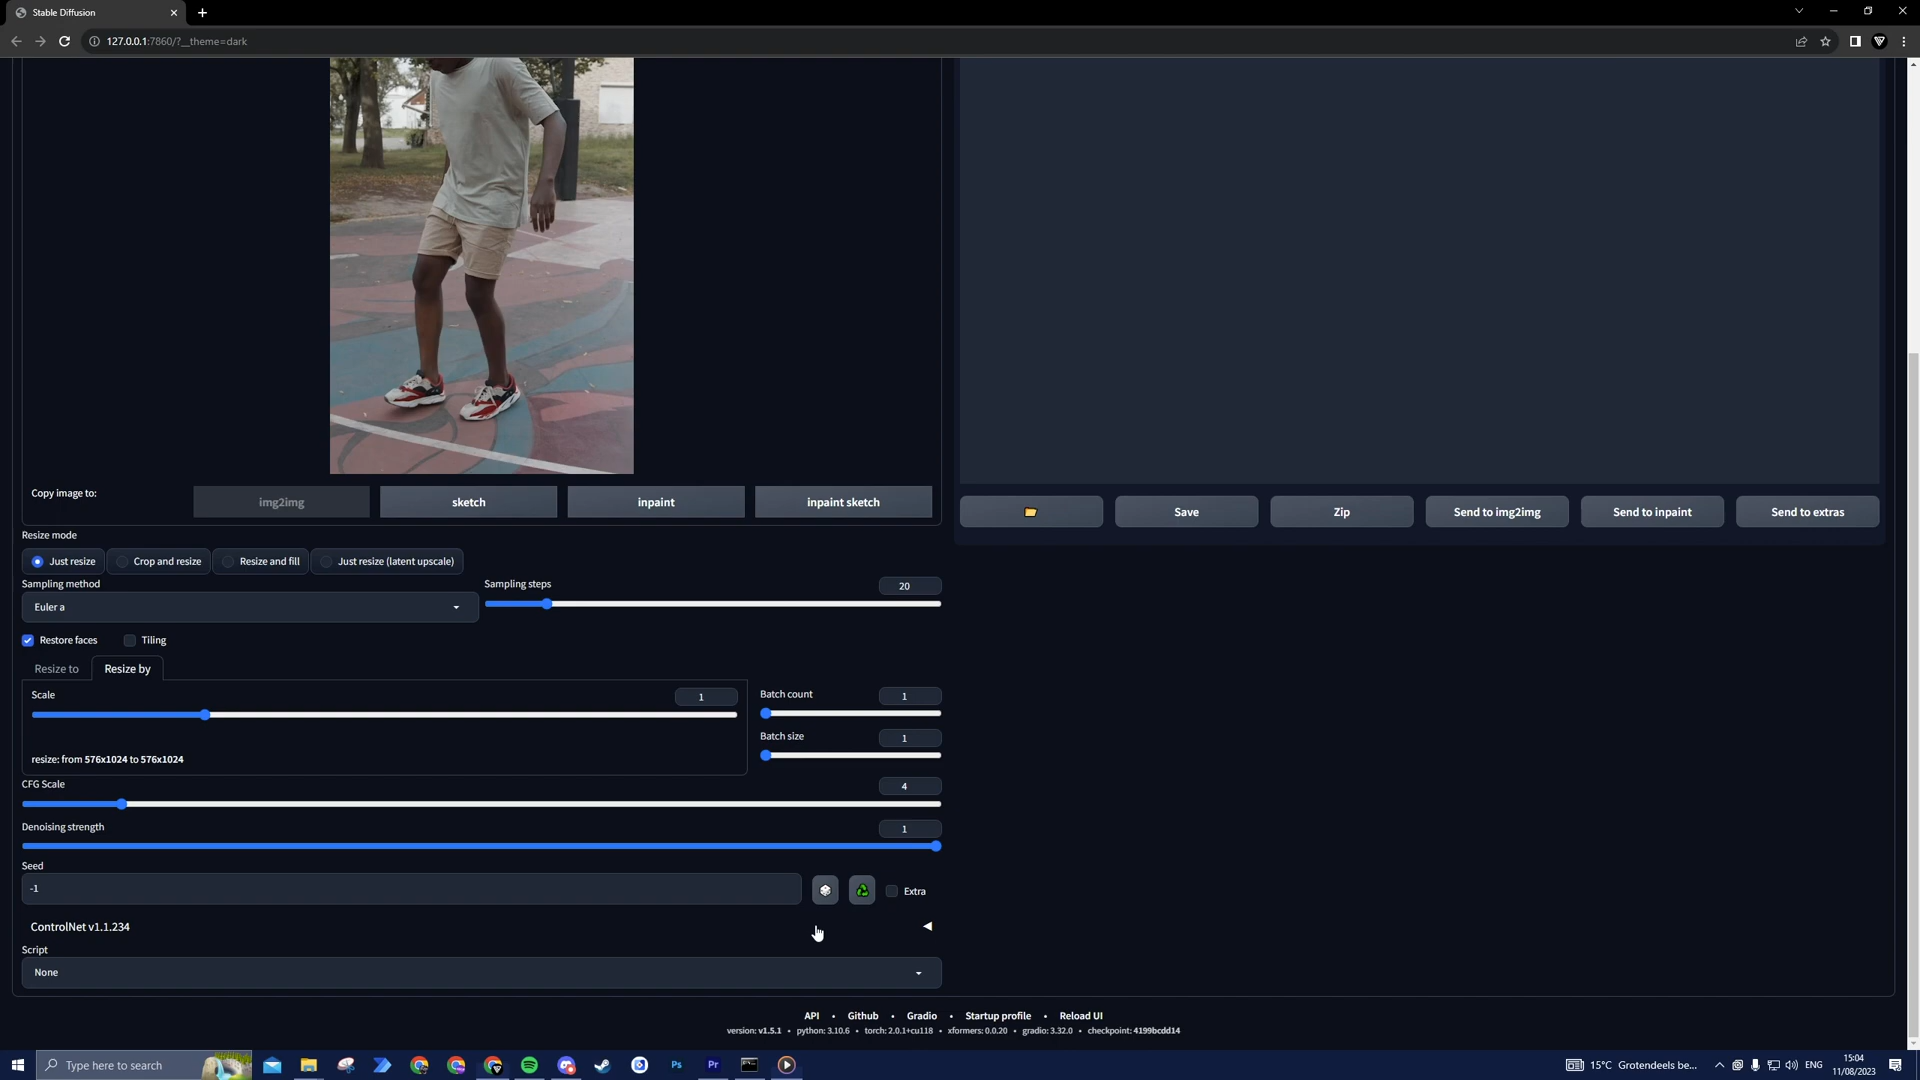 Stable Diffusion
127.0.0.1:7860/?__theme=dark
Copy image to:
img2img
sketch
inpaint
inpaint sketch
Save
Zip
Send to img2img
Send to inpaint
Send to extras
Resize mode
Just resize
Crop and resize
Resize and fill
Just resize (latent upscale)
Sampling method
Sampling steps
20
Euler a
Restore faces
Tiling
Resize to
Resize by
Scale
1
Batch count
1
Batch size
1
resize: from 576x1024 to 576x1024
CFG Scale
4
Denoising strength
1
Seed
-1
Extra
ControlNet v1.1.234
Script
None
API • Github • Gradio • Startup profile • Reload UI
version: v1.5.1 • python: 3.10.6 • torch: 2.0.1+cu118 • xformers: 0.0.20 • gradio: 3.32.0 • checkpoint: 4199bcdd14
Type here to search
Ps
Pr
15°C Grotendeels be...
ENG
15:04
11/08/2023